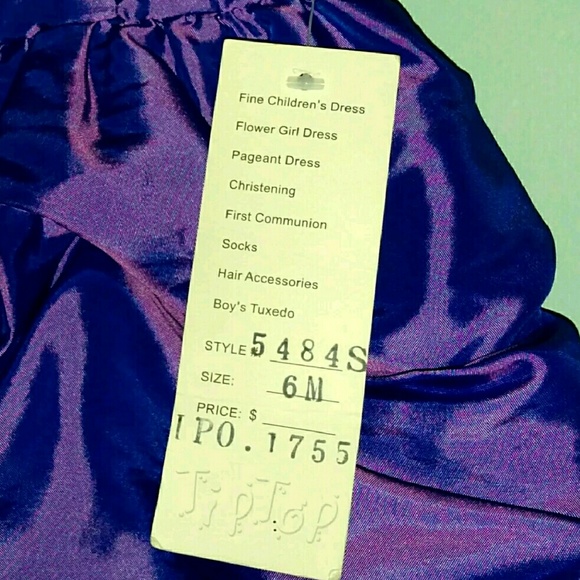 Fine Children's Dress
Flower Girl Dress
Pageant Dress
Christening
First Communion
Socks
Hair Accessories
Boy's Tuxedo
STYLE 5484S
SIZE: 6M
PRICE: $
IPO.1755
TipTop